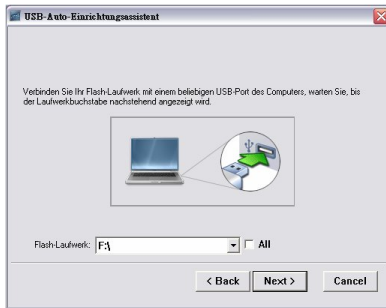 USB-Auto-Einrichtungsassistent
Verbinden Sie Ihr Flash-Laufwerk mit einem beliebigen USB-Port des Computers, warten Sie, bis
der Laufwerkbuchstabe nachstehend angezeigt wird.
Flash-Laufwerk: F:\ All
< Back Next > Cancel